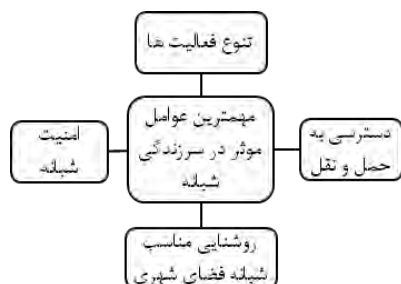 تنوع فعالیت ها
مهمترین عوامل
موثر در سرزندگی
شبانه
دسترسی به
حمل و نقل
امنیت
شبانه
روشنایی مناسب
شبانه فضای شهری